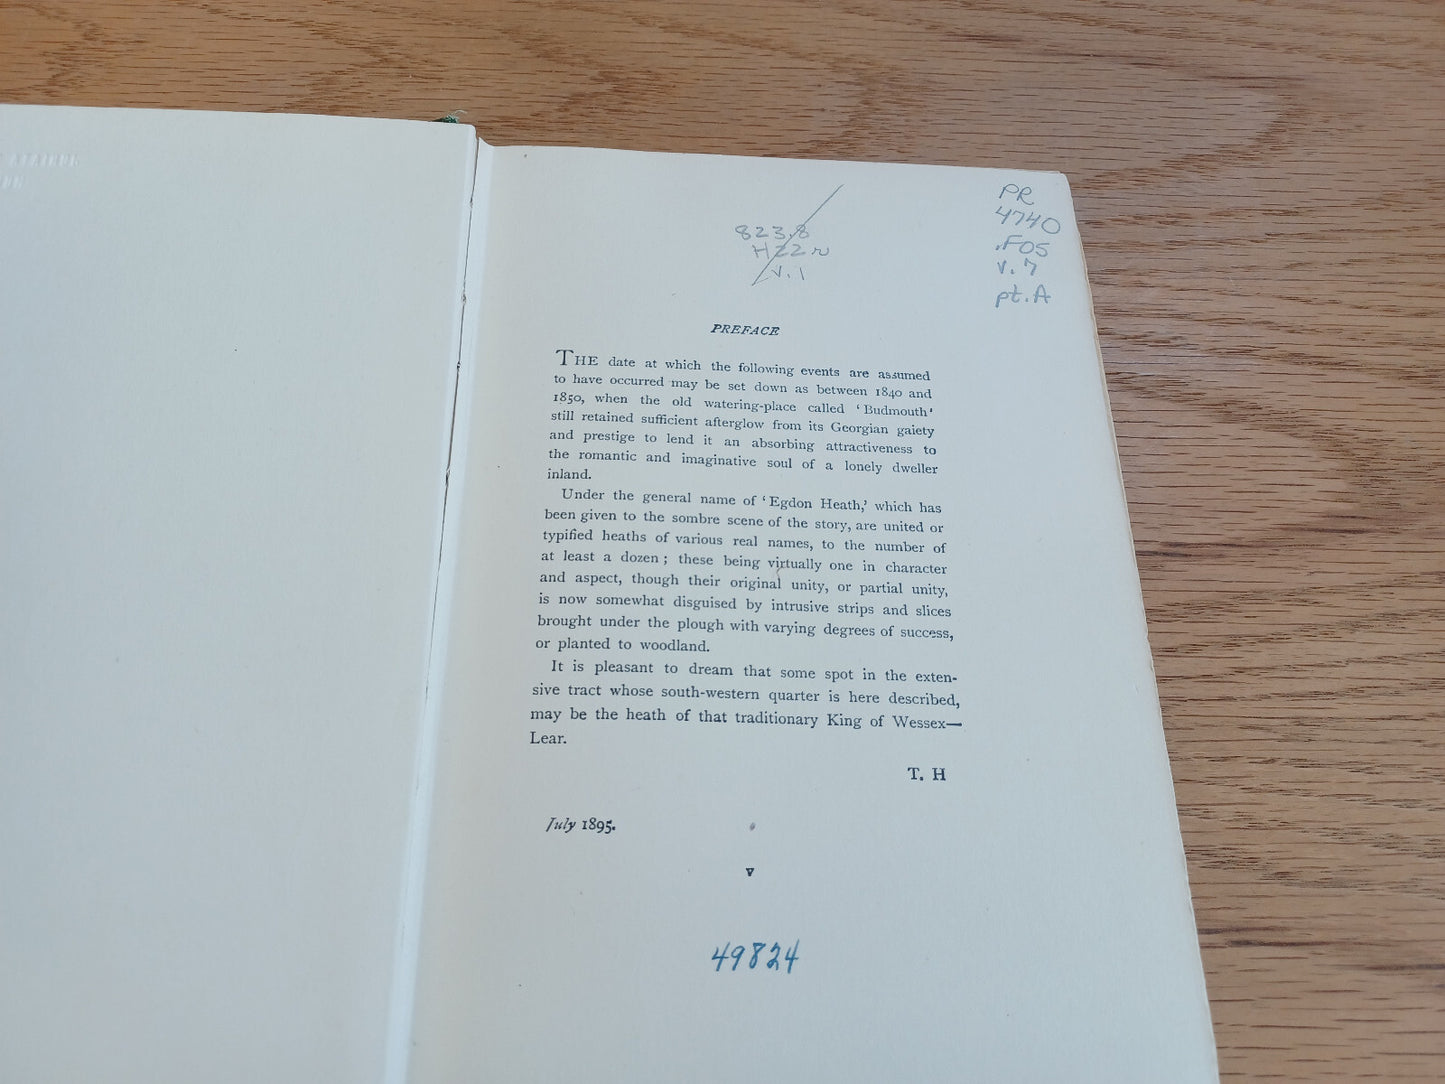 823.8
H22r
v.1
PR
4740
.F05
v.7
pt.A
PREFACE
THE date at which the following events are assumed
to have occurred may be set down as between 1840 and
1850, when the old watering-place called ‘Budmouth’
still retained sufficient afterglow from its Georgian gaiety
and prestige to lend it an absorbing attractiveness to
the romantic and imaginative soul of a lonely dweller
inland.
Under the general name of ‘Egdon Heath,’ which has
been given to the sombre scene of the story, are united or
typified heaths of various real names, to the number of
at least a dozen; these being virtually one in character
and aspect, though their original unity, or partial unity,
is now somewhat disguised by intrusive strips and slices
brought under the plough with varying degrees of success,
or planted to woodland.
It is pleasant to dream that some spot in the exten-
sive tract whose south-western quarter is here described,
may be the heath of that traditionary King of Wessex—
Lear.
T. H
July 1895.
v
49824